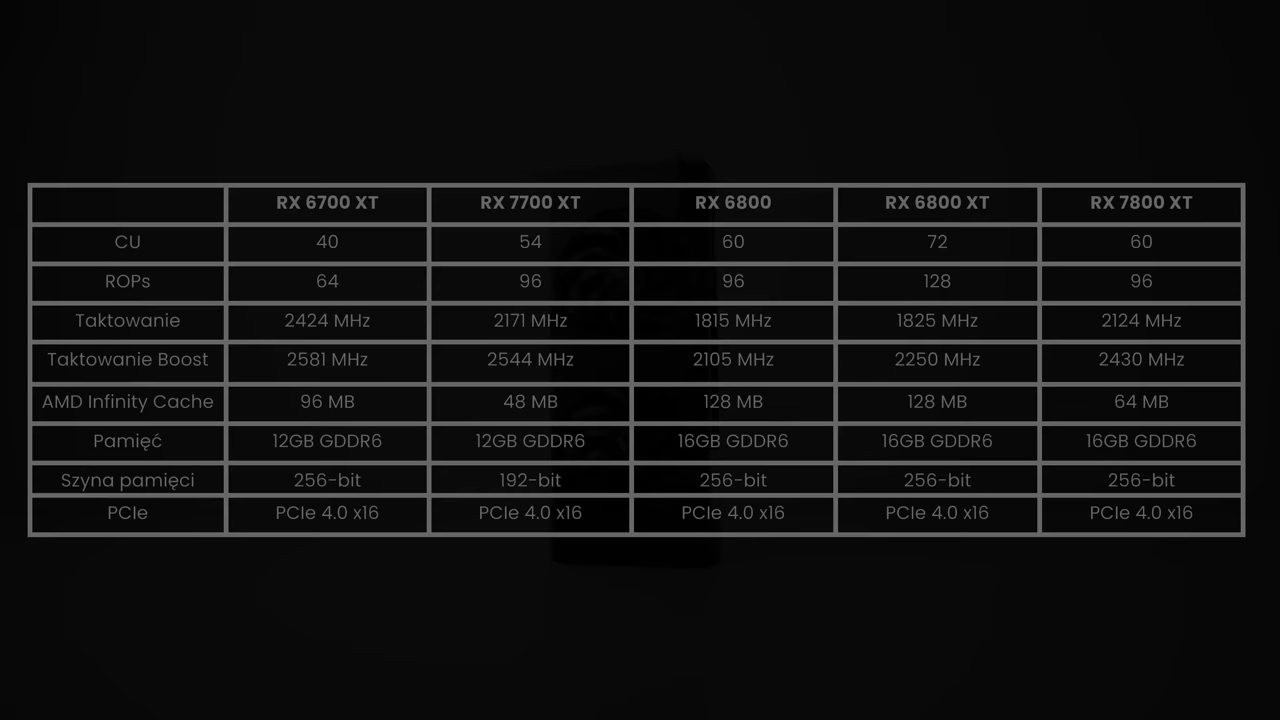 RX 6700 XT RX 7700 XT RX 6800 RX 6800 XT RX 7800 XT
CU 40 54 60 72 60
ROPs 64 96 96 128 96
Taktowanie 2424 MHz 2171 MHz 1815 MHz 1825 MHz 2124 MHz
Taktowanie Boost 2581 MHz 2544 MHz 2105 MHz 2250 MHz 2430 MHz
AMD Infinity Cache 96 MB 48 MB 128 MB 128 MB 64 MB
Pamięć 12GB GDDR6 12GB GDDR6 16GB GDDR6 16GB GDDR6 16GB GDDR6
Szyna pamięci 256-bit 192-bit 256-bit 256-bit 256-bit
PCIe PCIe 4.0 x16 PCIe 4.0 x16 PCIe 4.0 x16 PCIe 4.0 x16 PCIe 4.0 x16